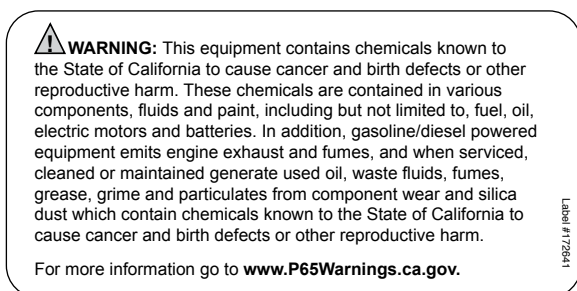 WARNING: This equipment contains chemicals known to
the State of California to cause cancer and birth defects or other
reproductive harm. These chemicals are contained in various
components, fluids and paint, including but not limited to, fuel, oil,
electric motors and batteries. In addition, gasoline/diesel powered
equipment emits engine exhaust and fumes, and when serviced,
cleaned or maintained generate used oil, waste fluids, fumes,
grease, grime and particulates from component wear and silica
dust which contain chemicals known to the State of California to
cause cancer and birth defects or other reproductive harm.
For more information go to www.P65Warnings.ca.gov.
Label #172641